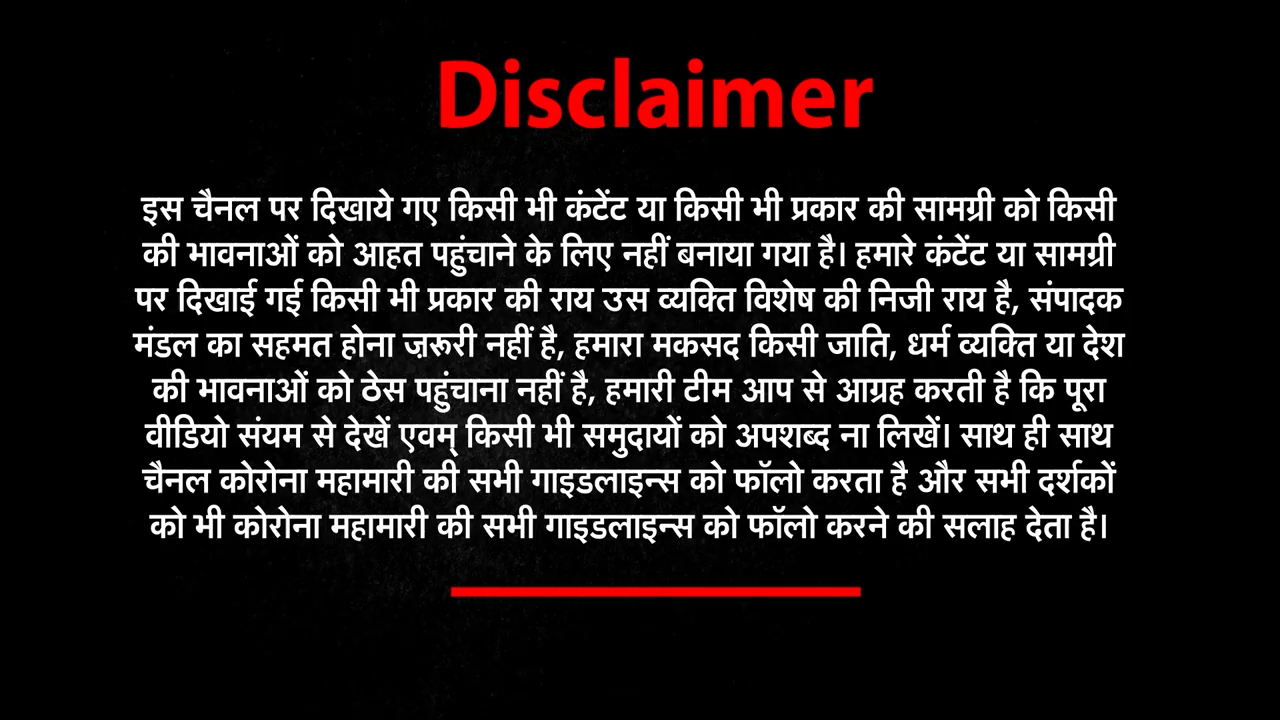 Disclaimer
इस चैनल पर दिखाये गए किसी भी कंटेंट या किसी भी प्रकार की सामग्री को किसी
की भावनाओं को आहत पहुंचाने के लिए नहीं बनाया गया है। हमारे कंटेंट या सामग्री
पर दिखाई गई किसी भी प्रकार की राय उस व्यक्ति विशेष की निजी राय है, संपादक
मंडल का सहमत होना ज़रूरी नहीं है, हमारा मकसद किसी जाति, धर्म व्यक्ति या देश
की भावनाओं को ठेस पहुंचाना नहीं है, हमारी टीम आप से आग्रह करती है कि पूरा
वीडियो संयम से देखें एवम् किसी भी समुदायों को अपशब्द ना लिखें। साथ ही साथ
चैनल कोरोना महामारी की सभी गाइडलाइन्स को फॉलो करता है और सभी दर्शकों
को भी कोरोना महामारी की सभी गाइडलाइन्स को फॉलो करने की सलाह देता है।